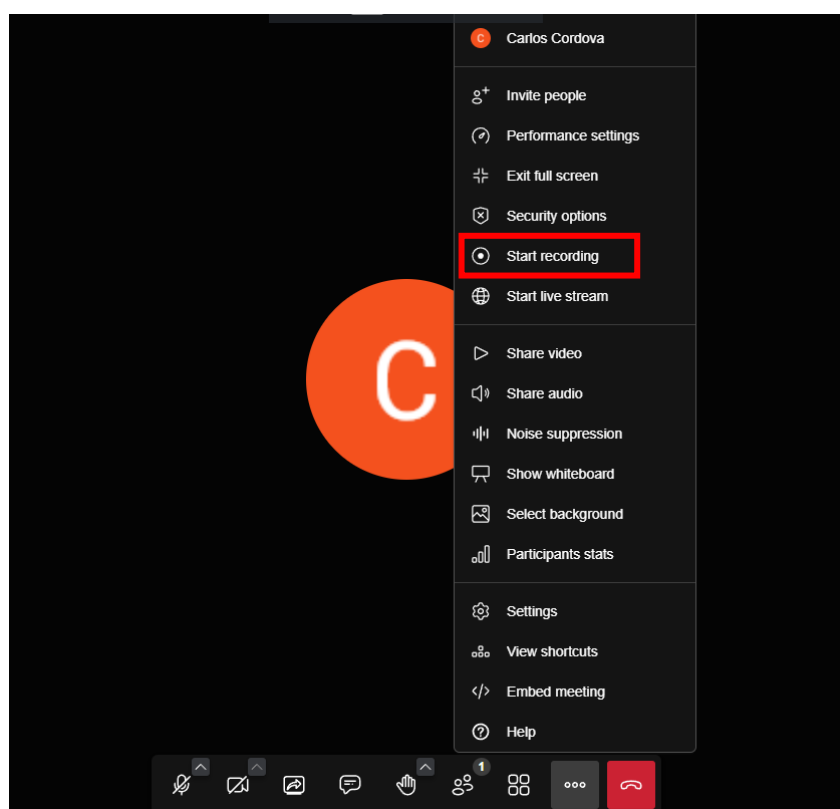 C Carlos Cordova
Invite people
Performance settings
Exit full screen
Security options
Start recording
Start live stream
C
Share video
Share audio
Noise suppression
Show whiteboard
Select background
Participants stats
Settings
View shortcuts
Embed meeting
Help
1